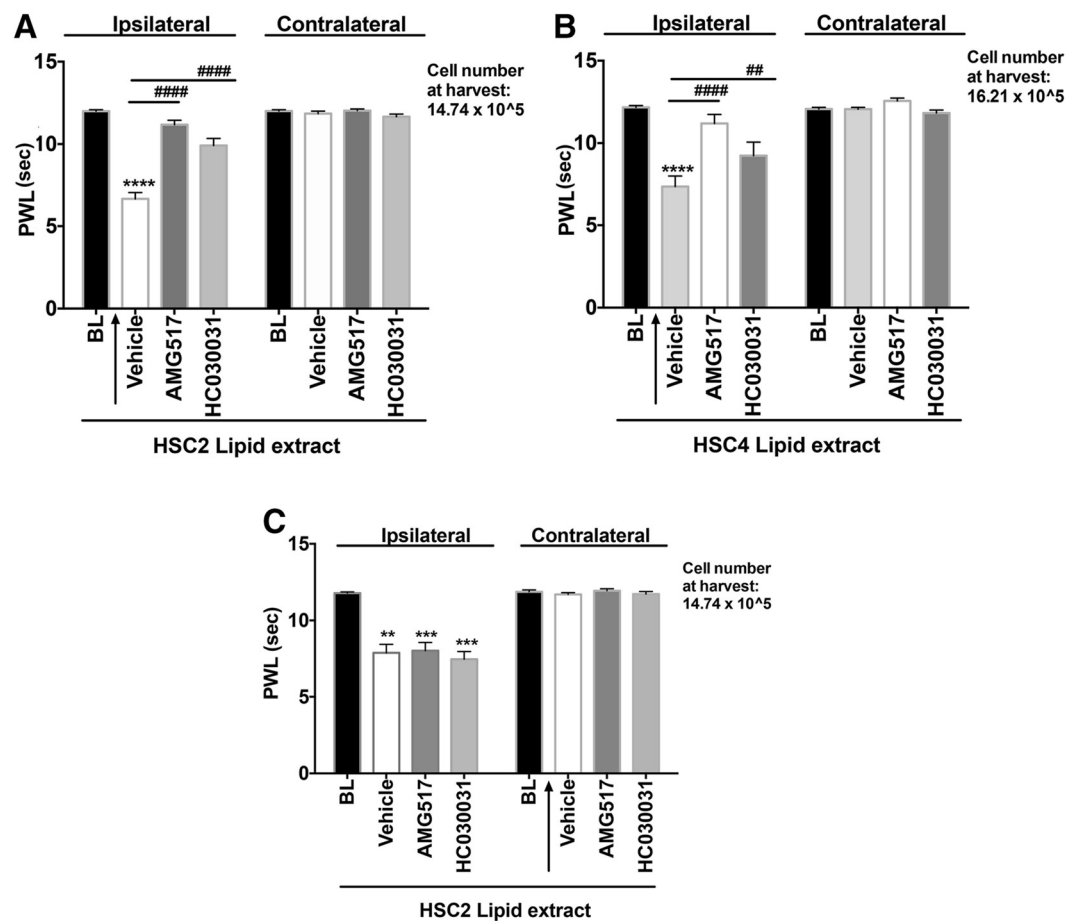 A
Ipsilateral
Contralateral
Cell number
at harvest:
14.74 x 10^5
####
####
****
PWL (sec)
15
10
5
0
BL
Vehicle
AMG517
HC030031
BL
Vehicle
AMG517
HC030031
HSC2 Lipid extract
B
Ipsilateral
Contralateral
Cell number
at harvest:
16.21 x 10^5
##
####
****
PWL (sec)
15
10
5
0
BL
Vehicle
AMG517
HC030031
BL
Vehicle
AMG517
HC030031
HSC4 Lipid extract
C
Ipsilateral
Contralateral
Cell number
at harvest:
14.74 x 10^5
** *** ***
PWL (sec)
15
10
5
0
BL
Vehicle
AMG517
HC030031
BL
Vehicle
AMG517
HC030031
HSC2 Lipid extract